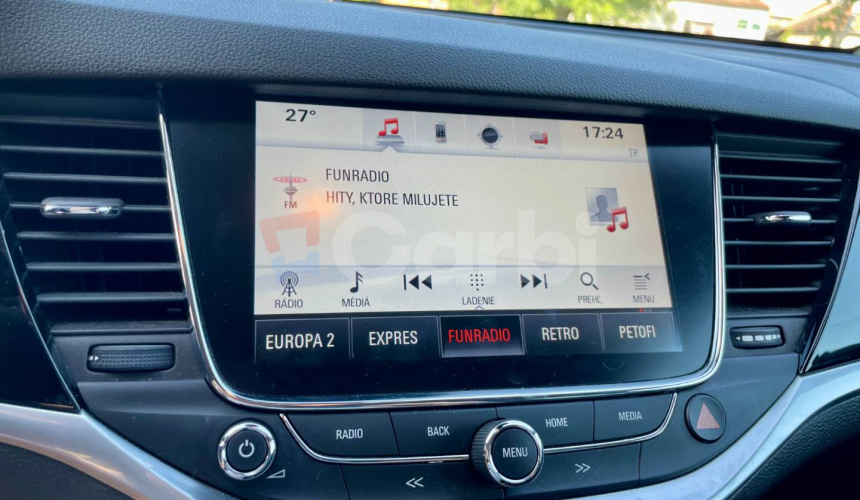 27° 17:24
TP
FUNRADIO
FM HITY, KTORE MILUJETE
Garbi
RÁDIO MÉDIÁ LADENIE PREHĽ. MENU
EUROPA 2 EXPRES FUNRADIO RETRO PETOFI
RADIO BACK MENU HOME MEDIA